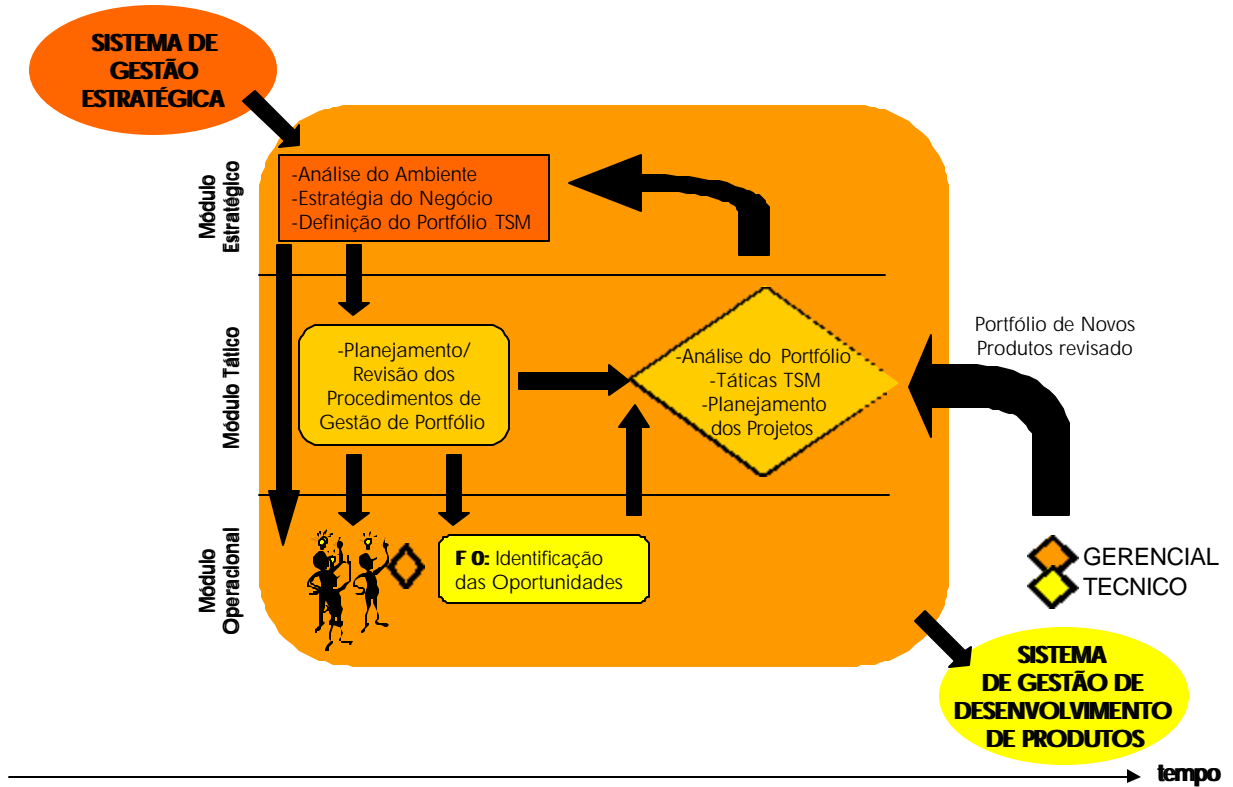 SISTEMA DE
GESTÃO
ESTRATÉGICA
Módulo
Estratégico
-Análise do Ambiente
-Estratégia do Negócio
-Definição do Portfólio TSM
Módulo Tático
-Planejamento/
Revisão dos
Procedimentos de
Gestão de Portfólio
-Análise do Portfólio
-Táticas TSM
-Planejamento
dos Projetos
Portfólio de Novos
Produtos revisado
Módulo
Operacional
F 0: Identificação
das Oportunidades
GERENCIAL
TECNICO
SISTEMA
DE GESTÃO DE
DESENVOLVIMENTO
DE PRODUTOS
tempo